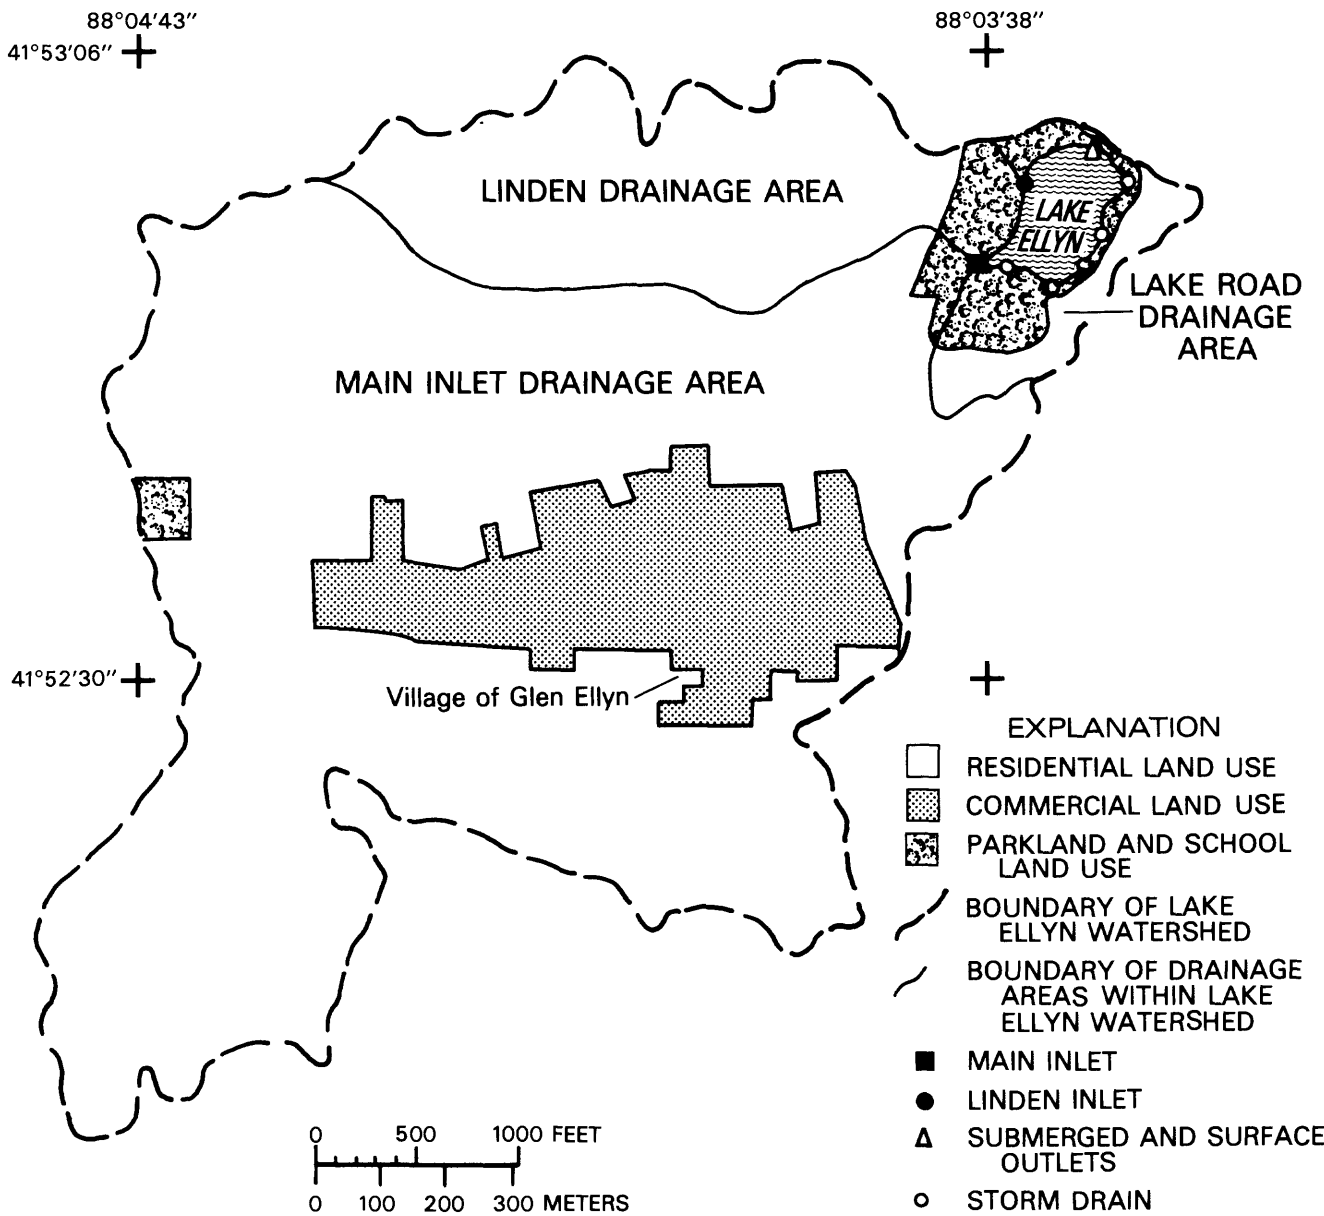 88°04'43"
88°03'38"
41°53'06"
LINDEN DRAINAGE AREA
LAKE
ELLYN
LAKE ROAD
DRAINAGE
AREA
MAIN INLET DRAINAGE AREA
41°52'30"
Village of Glen Ellyn
EXPLANATION
RESIDENTIAL LAND USE
COMMERCIAL LAND USE
PARKLAND AND SCHOOL
LAND USE
BOUNDARY OF LAKE
ELLYN WATERSHED
BOUNDARY OF DRAINAGE
AREAS WITHIN LAKE
ELLYN WATERSHED
MAIN INLET
LINDEN INLET
SUBMERGED AND SURFACE
OUTLETS
STORM DRAIN
0 500 1000 FEET
0 100 200 300 METERS